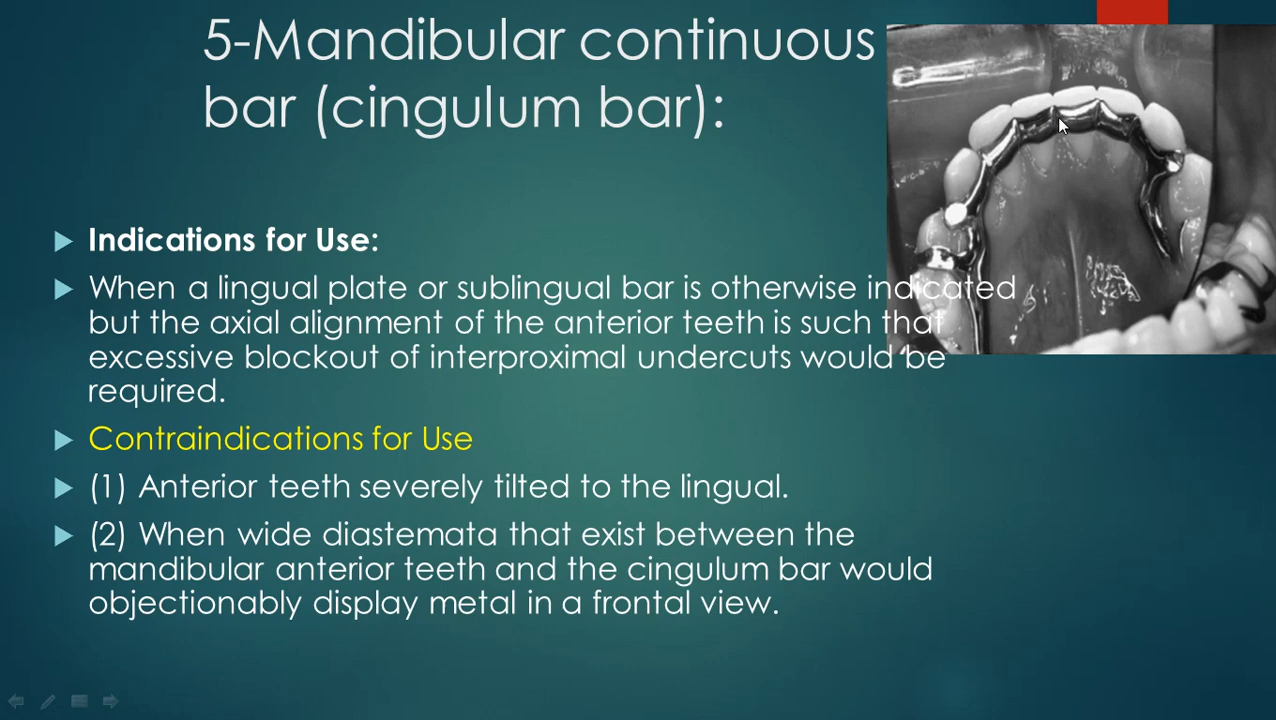 5-Mandibular continuous
bar (cingulum bar):
Indications for Use:
When a lingual plate or sublingual bar is otherwise indicated
but the axial alignment of the anterior teeth is such that
excessive blockout of interproximal undercuts would be
required.
Contraindications for Use
(1) Anterior teeth severely tilted to the lingual.
(2) When wide diastemata that exist between the
mandibular anterior teeth and the cingulum bar would
objectionably display metal in a frontal view.